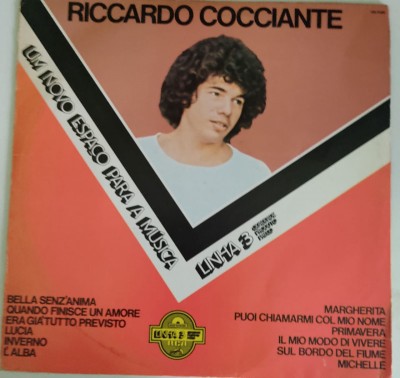 RICCARDO COCCIANTE
UM NOVO ESPAÇO PARA A MÚSICA
LINHA 3
BELLA SENZ'ANIMA
QUANDO FINISCE UN AMORE
ERA GIA' TUTTO PREVISTO
LUCIA
INVERNO
L'ALBA
LINHA 3
MARGHERITA
PUOI CHIAMARMI COL MIO NOME
PRIMAVERA
IL MIO MODO DI VIVERE
SUL BORDO DEL FIUME
MICHELLE